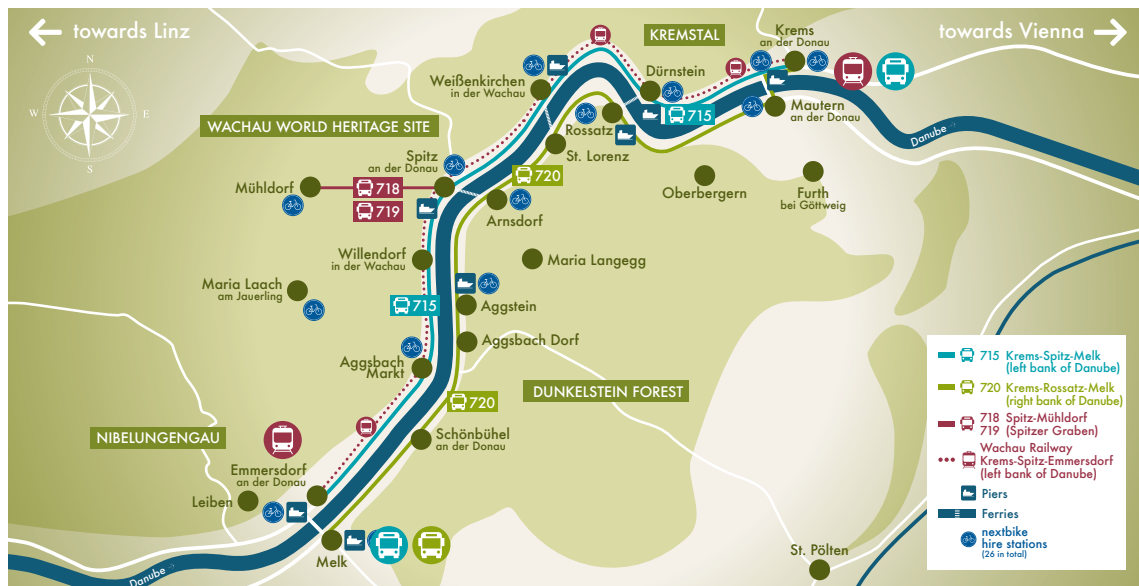 towards Linz
towards Vienna
N
W
E
S
KREMSTAL
Krems
an der Donau
Weißenkirchen
in der Wachau
Dürnstein
Mautern
an der Donau
715
Rossatz
St. Lorenz
Danube
WACHAU WORLD HERITAGE SITE
Spitz
an der Donau
720
Oberbergern
Furth
bei Göttweig
Mühldorf
718
719
Arnsdorf
Willendorf
in der Wachau
Maria Langegg
Maria Laach
am Jauerling
715
Aggstein
Aggsbach Dorf
Aggsbach
Markt
DUNKELSTEIN FOREST
720
NIBELUNGENGAU
Schönbühel
an der Donau
Emmersdorf
an der Donau
Leiben
Melk
Danube
St. Pölten
715 Krems-Spitz-Melk
(left bank of Danube)
720 Krems-Rossatz-Melk
(right bank of Danube)
718 Spitz-Mühldorf
719 (Spitzer Graben)
Wachau Railway
Krems-Spitz-Emmersdorf
(left bank of Danube)
Piers
Ferries
nextbike
hire stations
(26 in total)